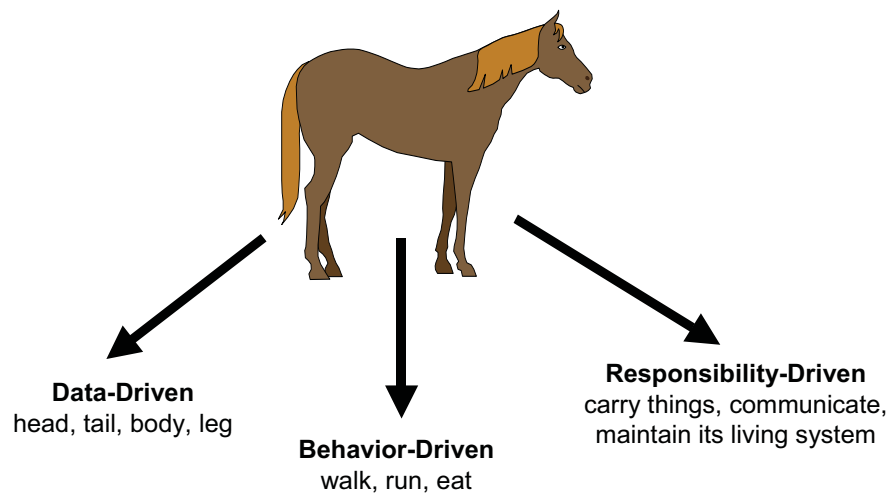 Data-Driven
head, tail, body, leg
Behavior-Driven
walk, run, eat
Responsibility-Driven
carry things, communicate,
maintain its living system